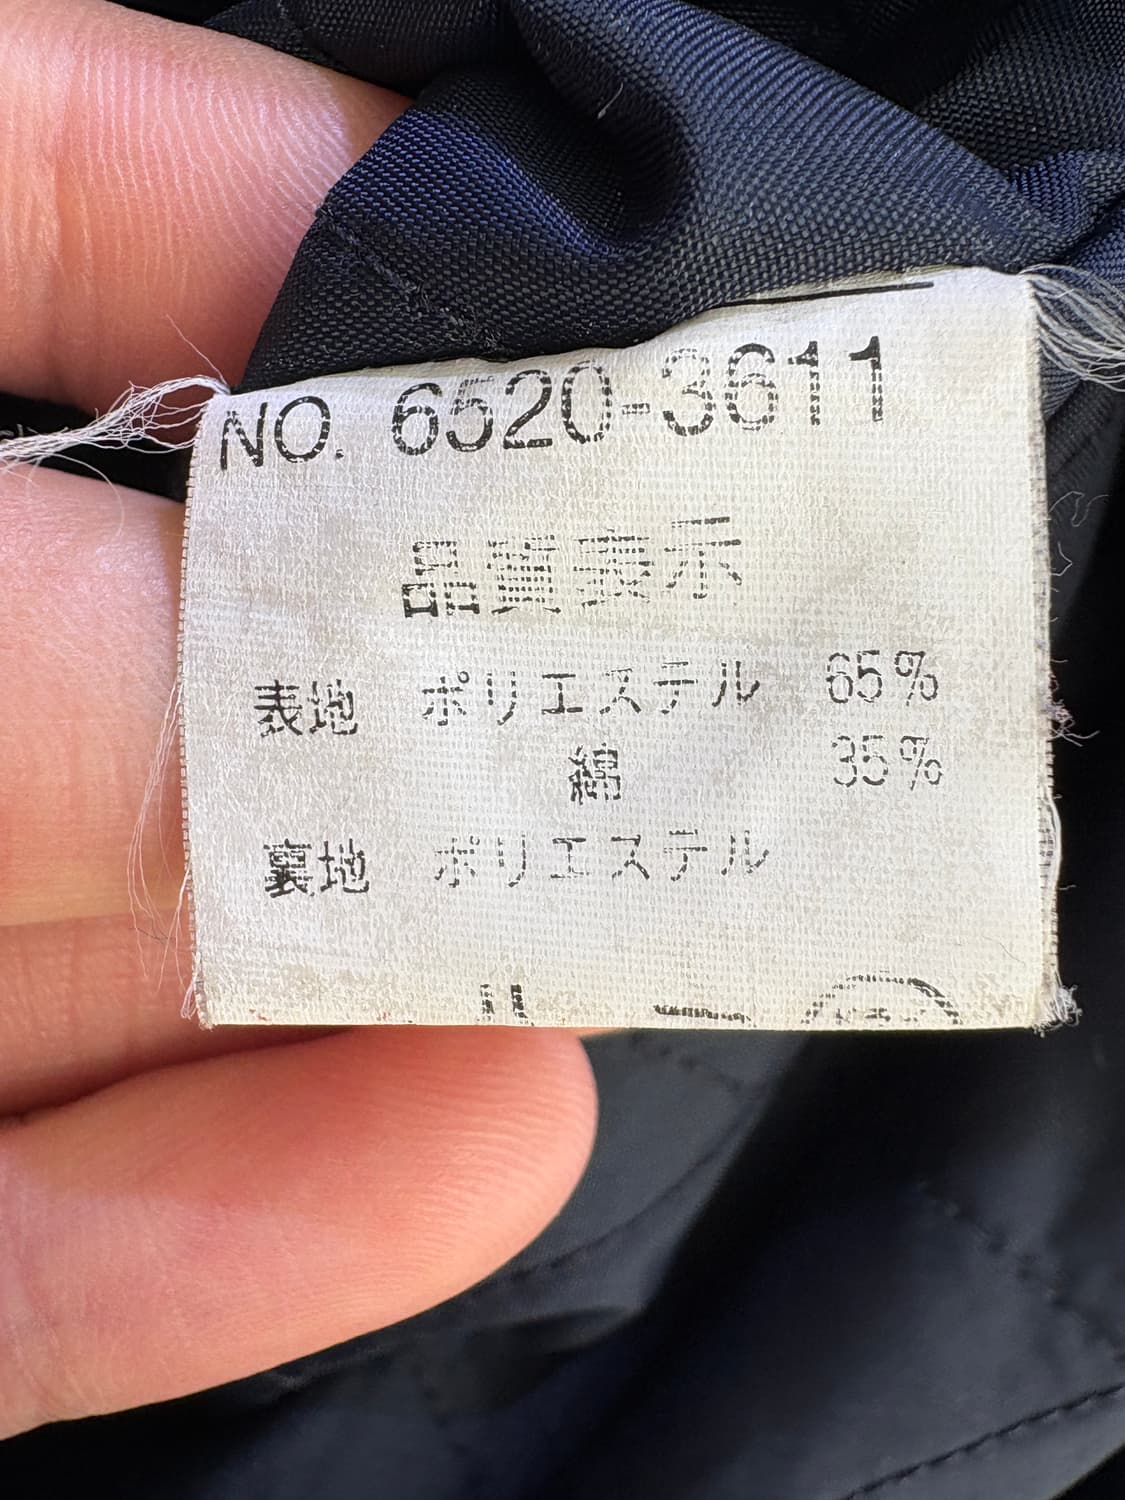 NO. 6520-3611
品質表示
表地 ポリエステル 65%
綿 35%
裏地 ポリエステル